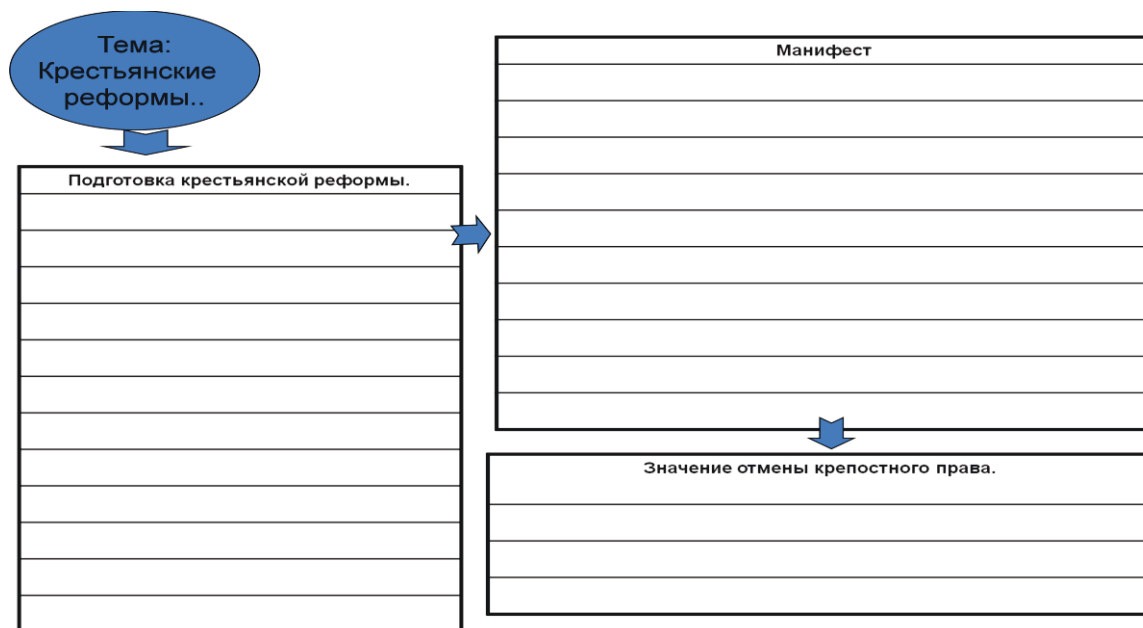 Тема:
Крестьянские
реформы..
Подготовка крестьянской реформы.
Манифест
Значение отмены крепостного права.